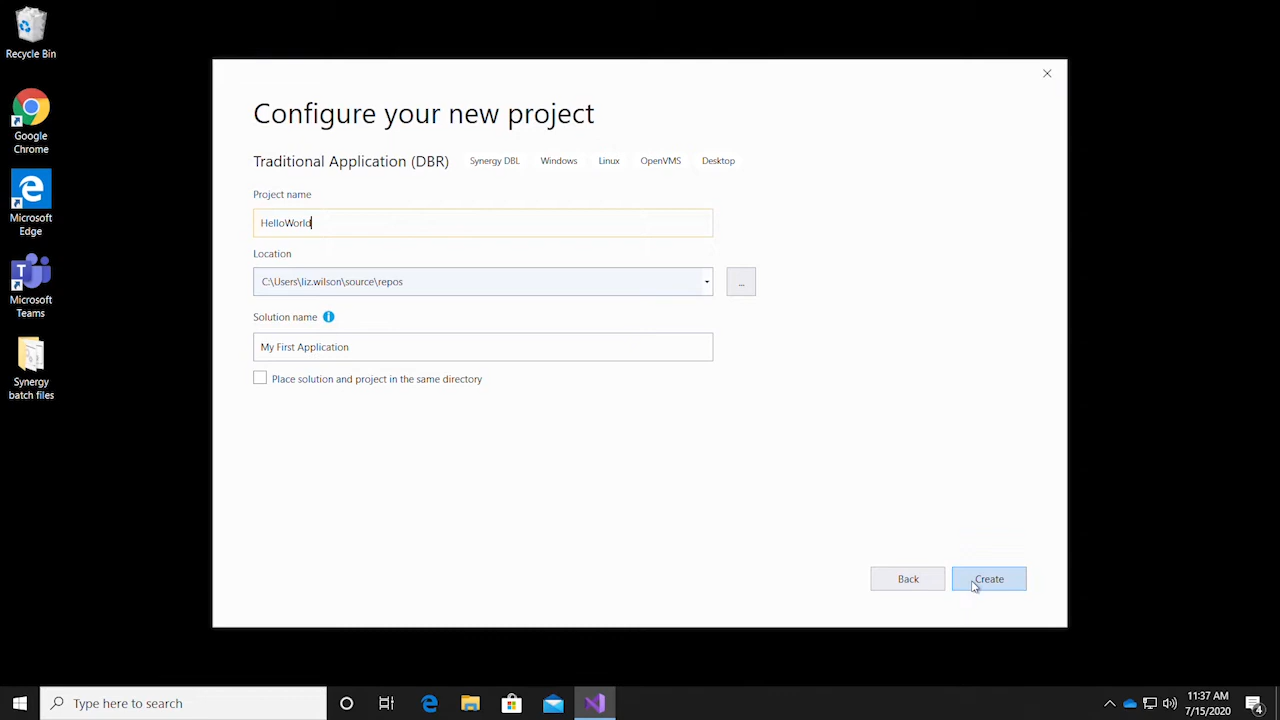 Recycle Bin
Google
Chrome
Microsoft
Edge
Microsoft
Teams
Synergy
batch files
Configure your new project
Traditional Application (DBR) Synergy DBL Windows Linux OpenVMS Desktop
Project name
HelloWorld
Location
C:\Users\liz.wilson\source\repos
...
Solution name
My First Application
Place solution and project in the same directory
Back
Create
Type here to search
11:37 AM
7/15/2020
4